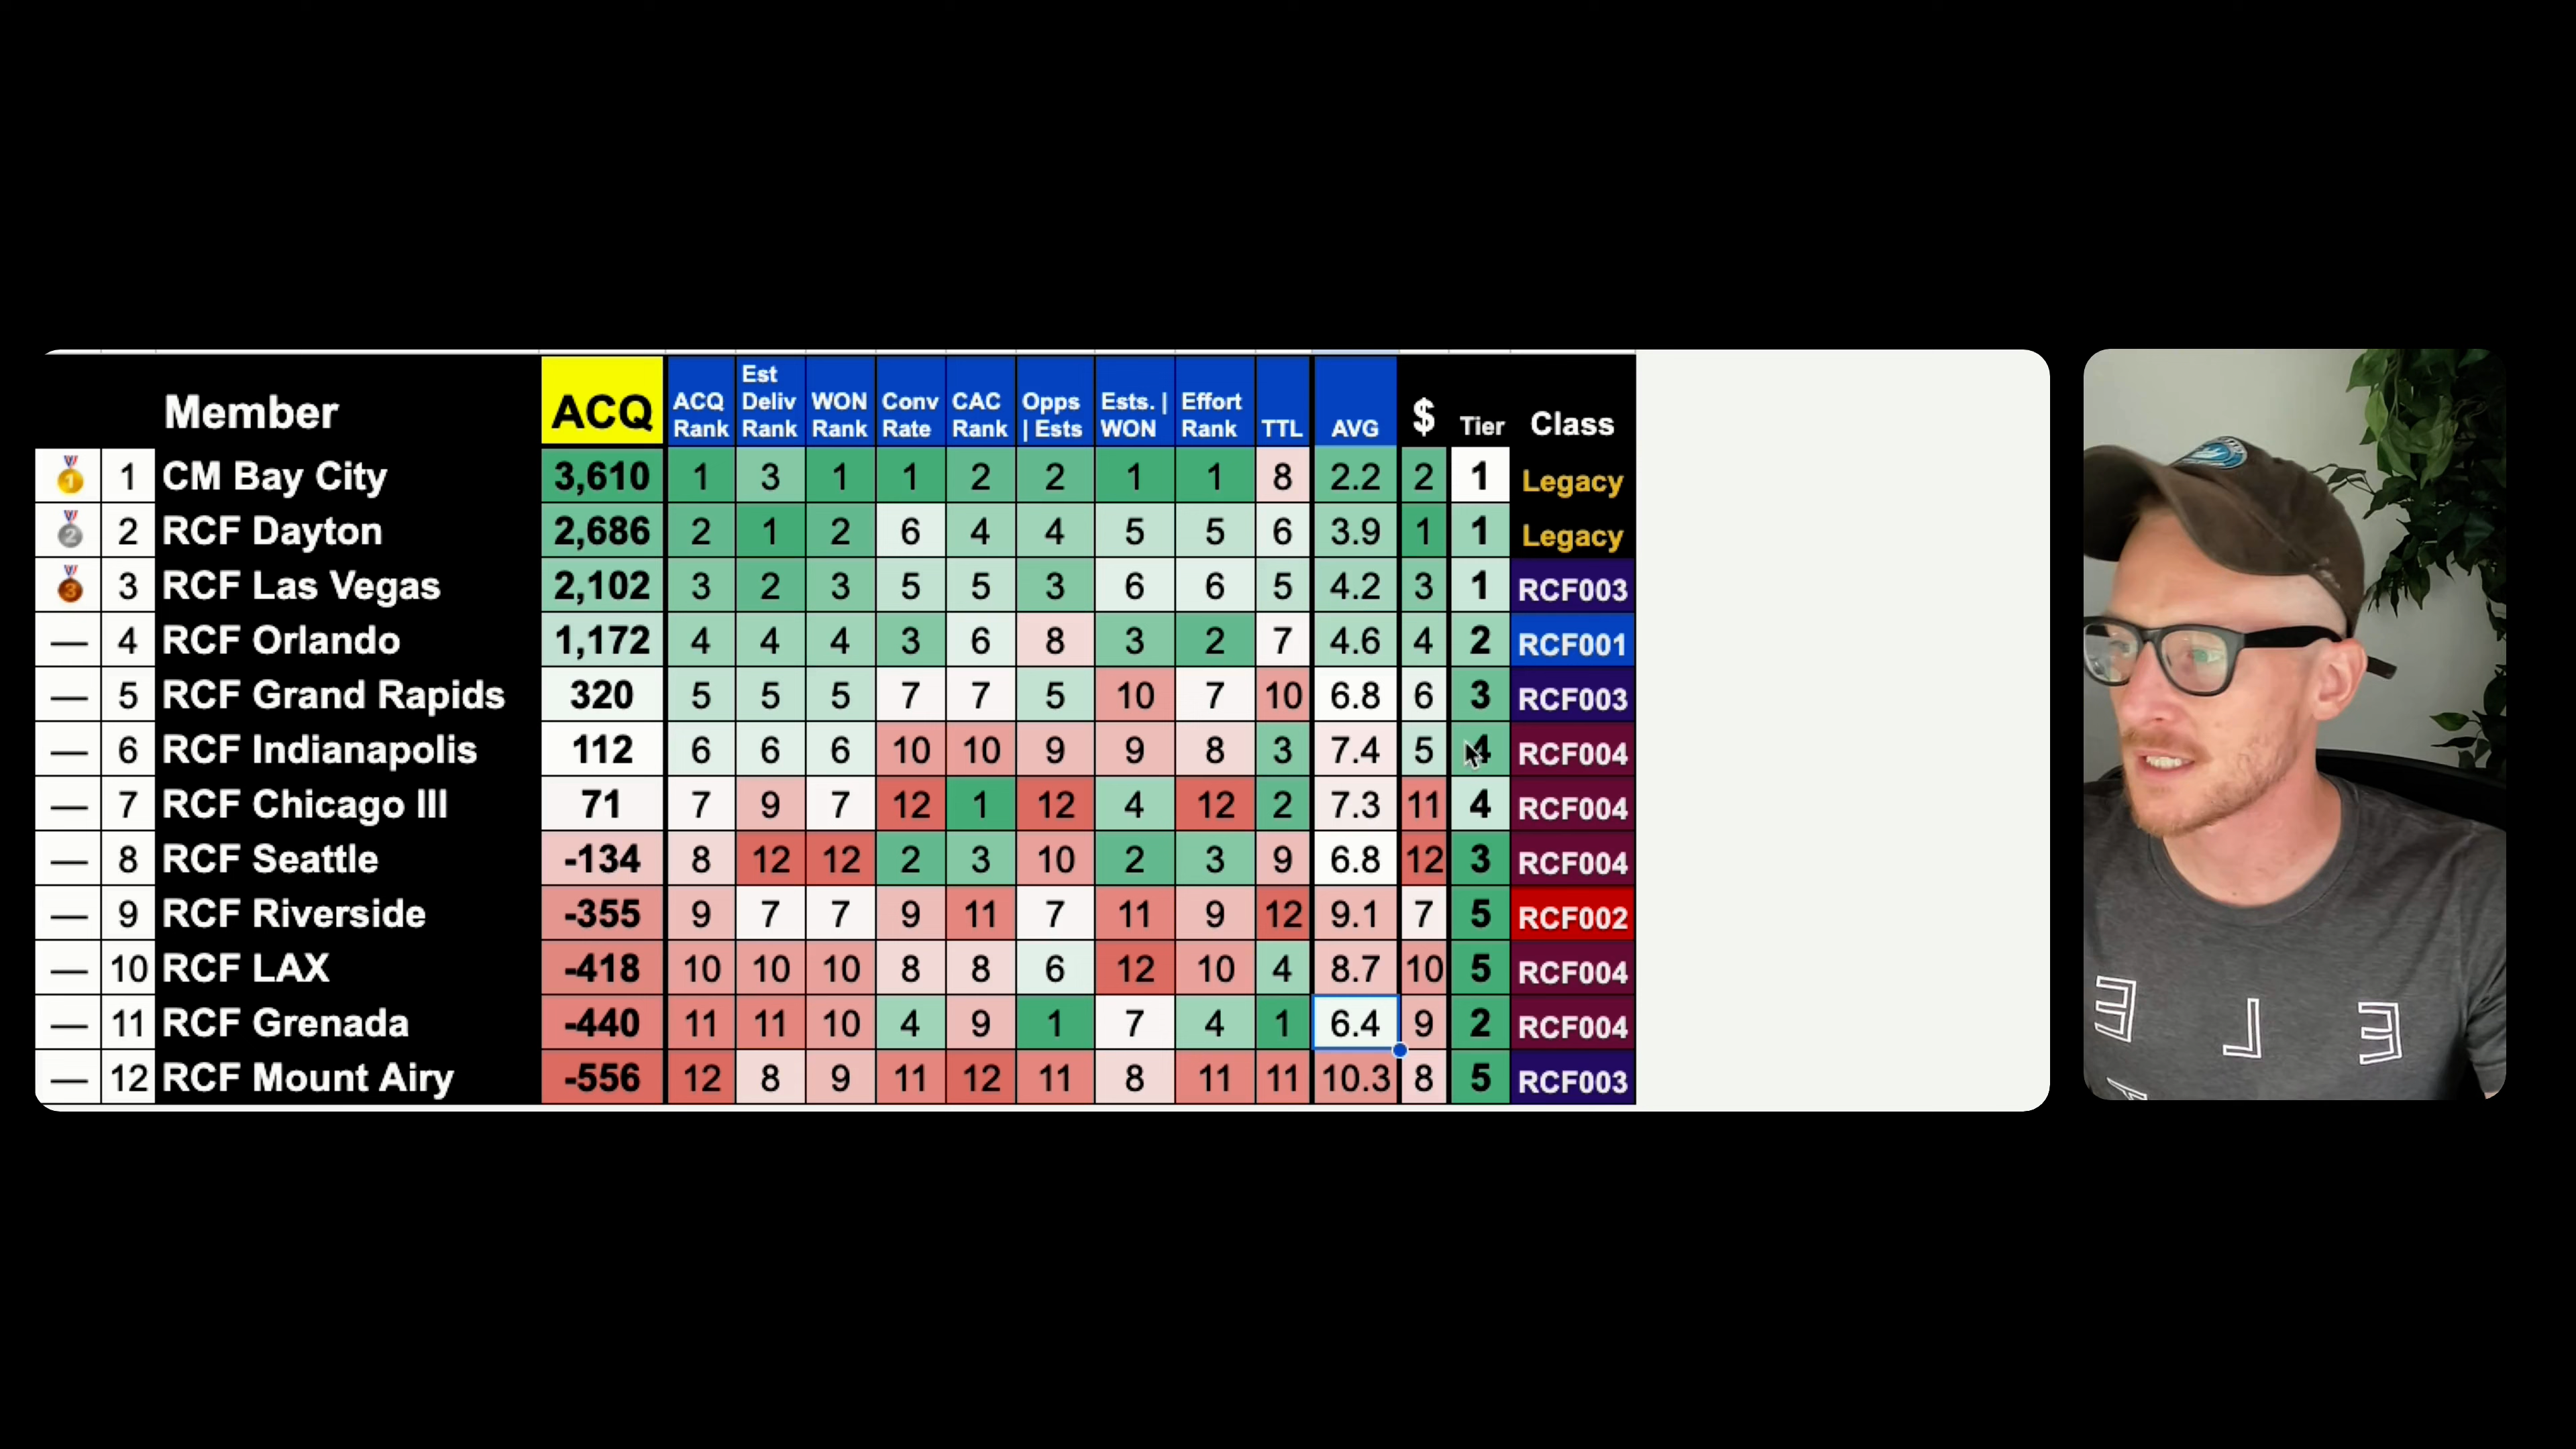 Member ACQ ACQ Rank Est Deliv Rank WON Rank Conv Rate CAC Rank Opps | Ests Ests. | WON Effort Rank TTL AVG $ Tier Class
1 1 CM Bay City 3,610 1 3 1 1 2 2 1 1 8 2.2 2 1 Legacy
2 2 RCF Dayton 2,686 2 1 2 6 4 4 5 5 6 3.9 1 1 Legacy
3 3 RCF Las Vegas 2,102 3 2 3 5 5 3 6 6 5 4.2 3 1 RCF003
— 4 RCF Orlando 1,172 4 4 4 3 6 8 3 2 7 4.6 4 2 RCF001
— 5 RCF Grand Rapids 320 5 5 5 7 7 5 10 7 10 6.8 6 3 RCF003
— 6 RCF Indianapolis 112 6 6 6 10 10 9 9 8 3 7.4 5 4 RCF004
— 7 RCF Chicago III 71 7 9 7 12 1 12 4 12 2 7.3 11 4 RCF004
— 8 RCF Seattle -134 8 12 12 2 3 10 2 3 9 6.8 12 3 RCF004
— 9 RCF Riverside -355 9 7 7 9 11 7 11 9 12 9.1 7 5 RCF002
— 10 RCF LAX -418 10 10 10 8 8 6 12 10 4 8.7 10 5 RCF004
— 11 RCF Grenada -440 11 11 10 4 9 1 7 4 1 6.4 9 2 RCF004
— 12 RCF Mount Airy -556 12 8 9 11 12 11 8 11 11 10.3 8 5 RCF003